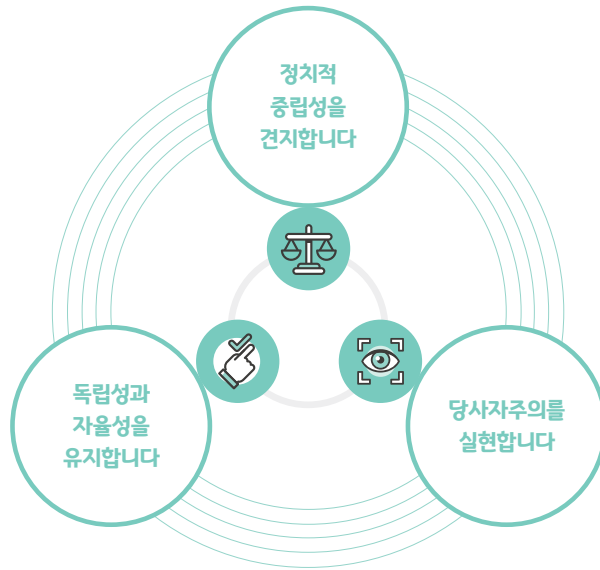 정치적
중립성을
견지합니다
독립성과
자율성을
유지합니다
당사자주의를
실현합니다